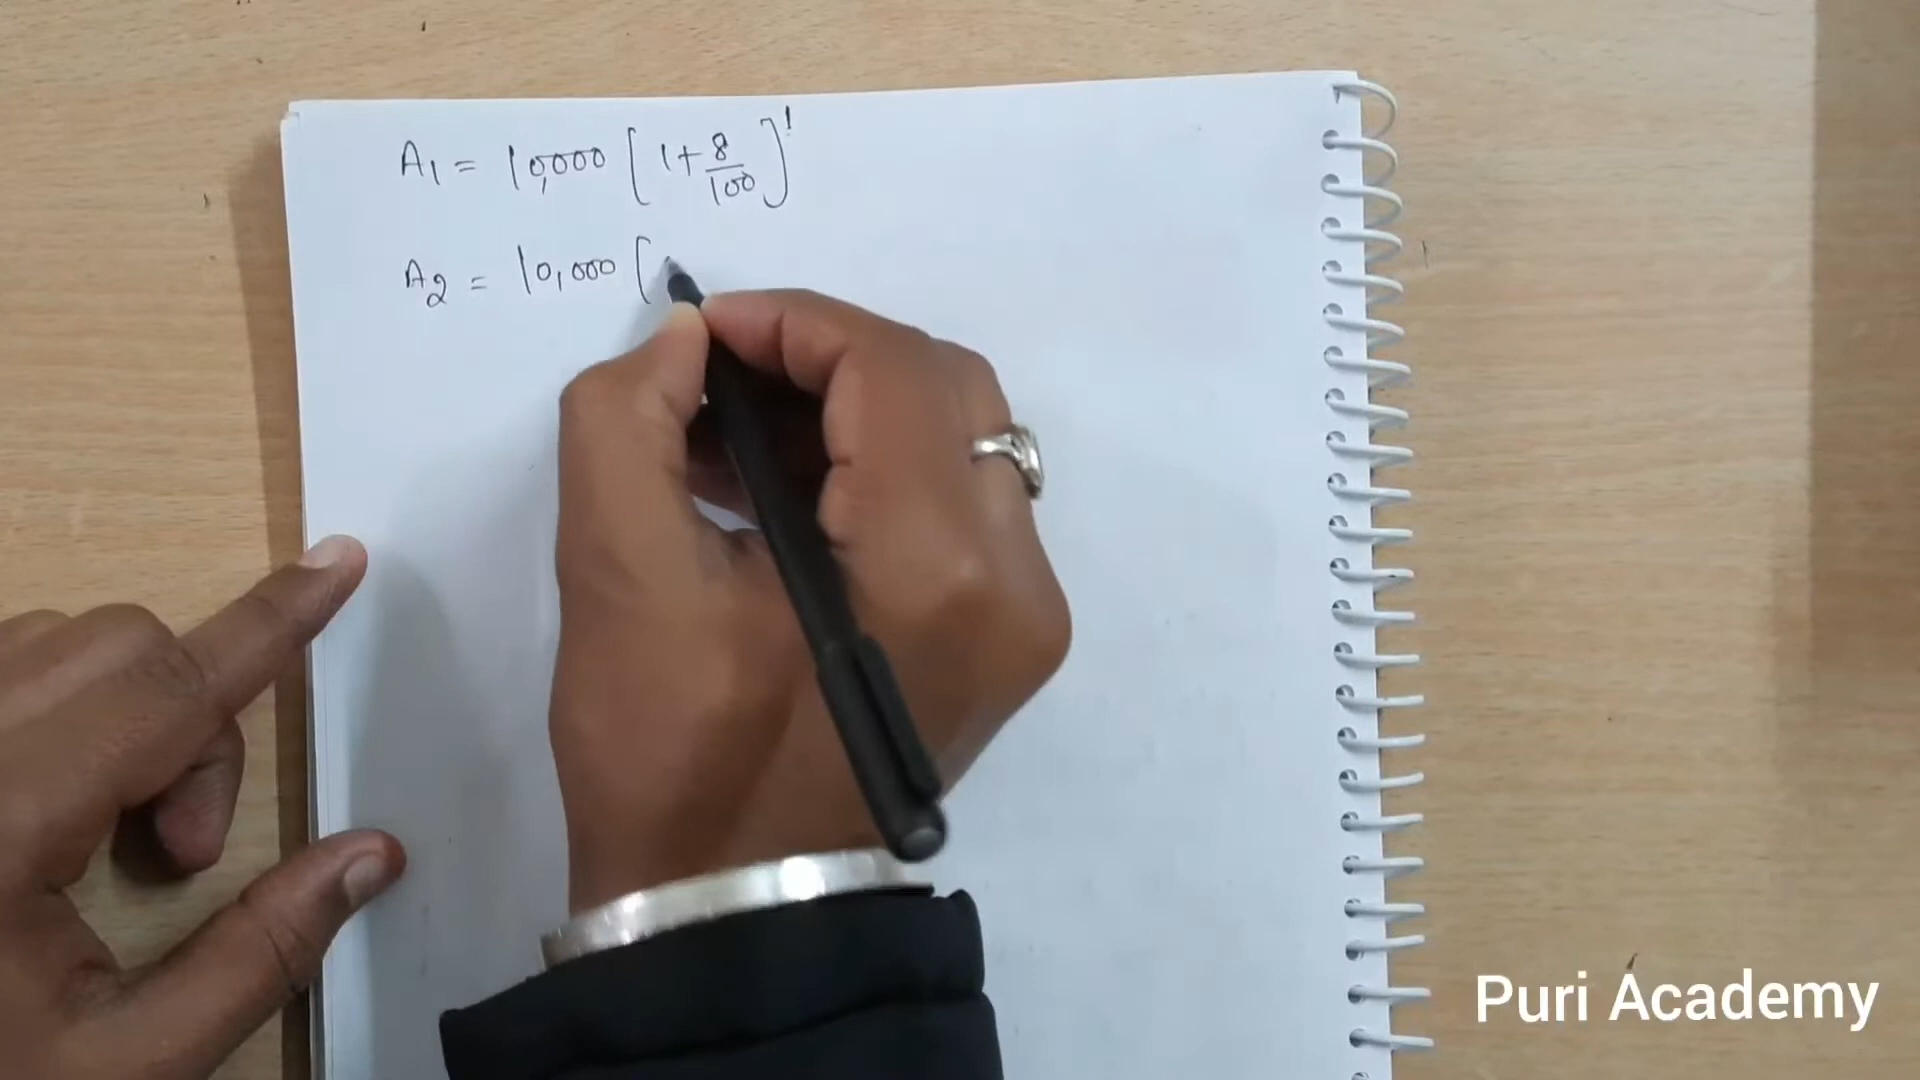 A1 = 10,000 [ 1 + 8/100 ]^1
A2 = 10,000 (
Puri Academy